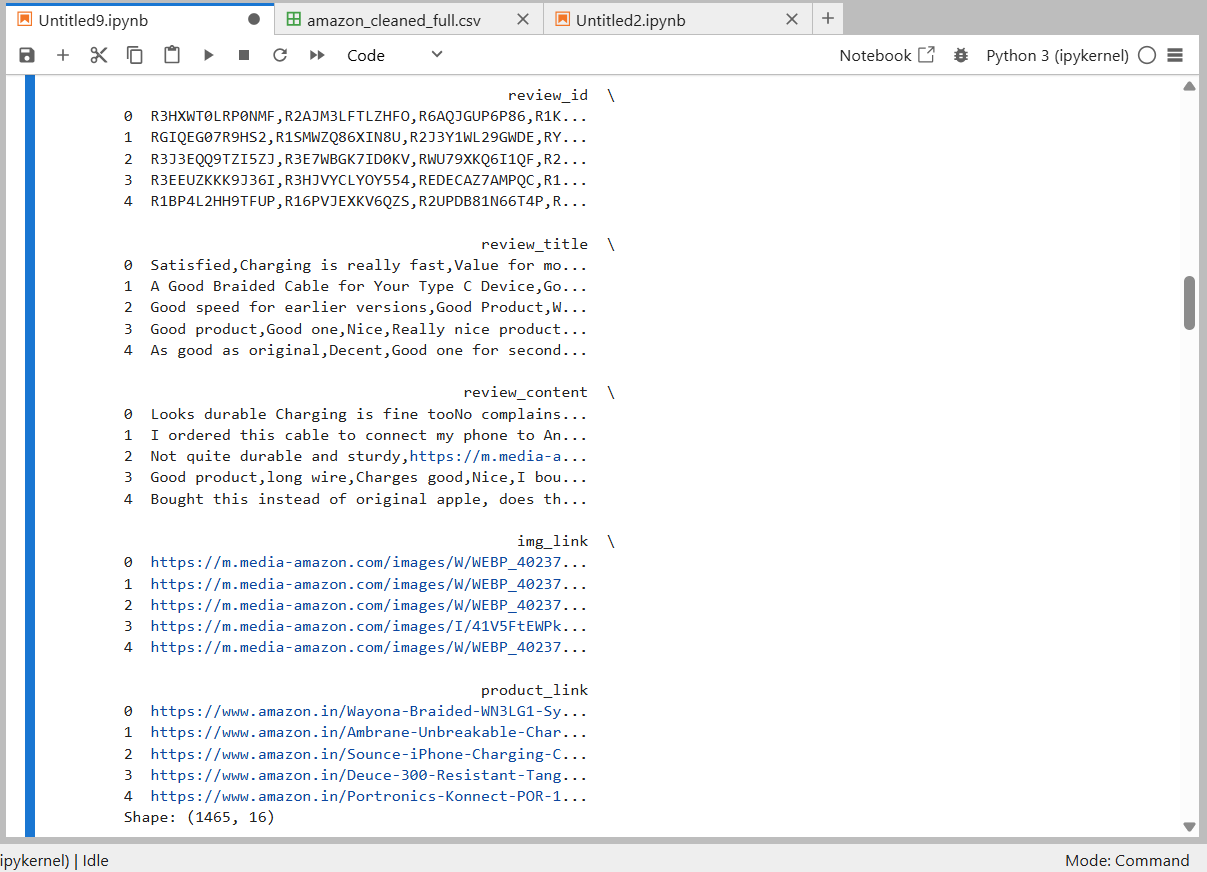 Untitled9.ipynb
amazon_cleaned_full.csv
Untitled2.ipynb
Code
Notebook
Python 3 (ipykernel)
review_id \
0 R3HXWT0LRP0NMF,R2AJM3LFTLZHFO,R6AQJGUP6P86,R1K...
1 RGIQEG07R9HS2,R1SMWZQ86XIN8U,R2J3Y1WL29GWDE,RY...
2 R3J3EQQ9TZI5ZJ,R3E7WBGK7ID0KV,RWU79XKQ6I1QF,R2...
3 R3EEUZKKK9J36I,R3HJVYCLYOY554,REDECAZ7AMPQC,R1...
4 R1BP4L2HH9TFUP,R16PVJEXKV6QZS,R2UPDB81N66T4P,R...
review_title \
0 Satisfied,Charging is really fast,Value for mo...
1 A Good Braided Cable for Your Type C Device,Go...
2 Good speed for earlier versions,Good Product,W...
3 Good product,Good one,Nice,Really nice product...
4 As good as original,Decent,Good one for second...
review_content \
0 Looks durable Charging is fine tooNo complains...
1 I ordered this cable to connect my phone to An...
2 Not quite durable and sturdy,https://m.media-a...
3 Good product,long wire,Charges good,Nice,I bou...
4 Bought this instead of original apple, does th...
img_link \
0 https://m.media-amazon.com/images/W/WEBP_40237...
1 https://m.media-amazon.com/images/W/WEBP_40237...
2 https://m.media-amazon.com/images/W/WEBP_40237...
3 https://m.media-amazon.com/images/I/41V5FtEWPk...
4 https://m.media-amazon.com/images/W/WEBP_40237...
product_link
0 https://www.amazon.in/Wayona-Braided-WN3LG1-Sy...
1 https://www.amazon.in/Ambrane-Unbreakable-Char...
2 https://www.amazon.in/Sounce-iPhone-Charging-C...
3 https://www.amazon.in/Deuce-300-Resistant-Tang...
4 https://www.amazon.in/Portronics-Konnect-POR-1...
Shape: (1465, 16)
ipykernel) | Idle
Mode: Command